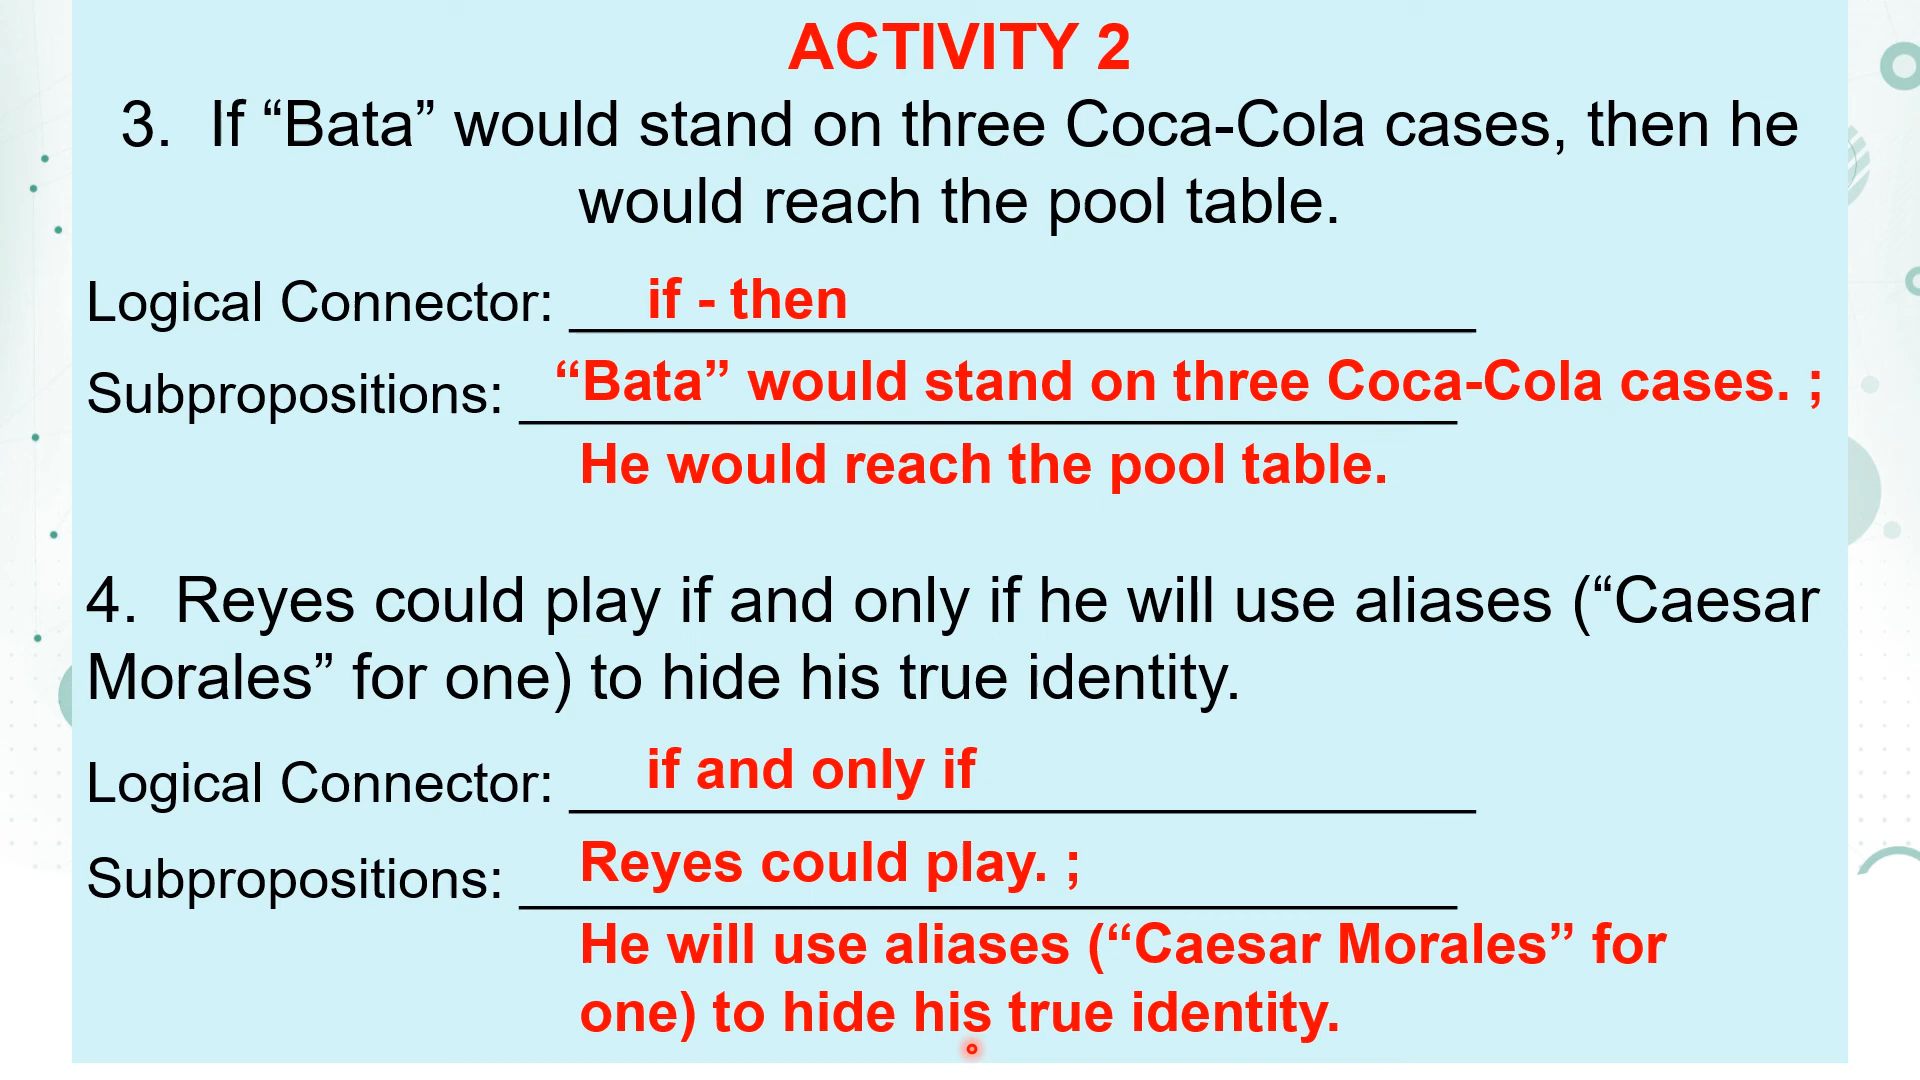 ACTIVITY 2
3. If “Bata” would stand on three Coca-Cola cases, then he
would reach the pool table.
Logical Connector: if - then
Subpropositions: “Bata” would stand on three Coca-Cola cases. ;
He would reach the pool table.
4. Reyes could play if and only if he will use aliases (“Caesar
Morales” for one) to hide his true identity.
Logical Connector: if and only if
Subpropositions: Reyes could play. ;
He will use aliases (“Caesar Morales” for
one) to hide his true identity.